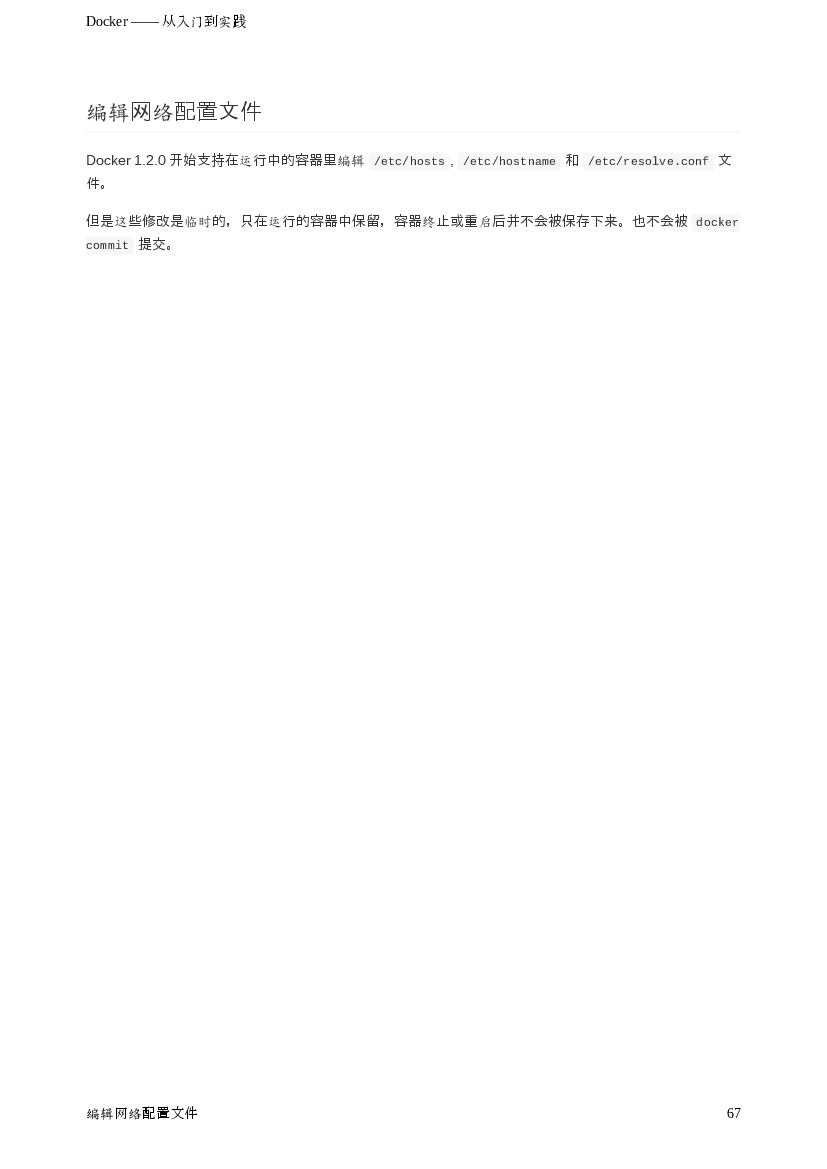 Docker —— 从入门到实践
编辑网络配置文件
Docker 1.2.0 开始支持在运行中的容器里编辑 /etc/hosts , /etc/hostname 和 /etc/resolve.conf 文
件。
但是这些修改是临时的，只在运行的容器中保留，容器终止或重启后并不会被保存下来。也不会被 docker
commit 提交。
编辑网络配置文件
67